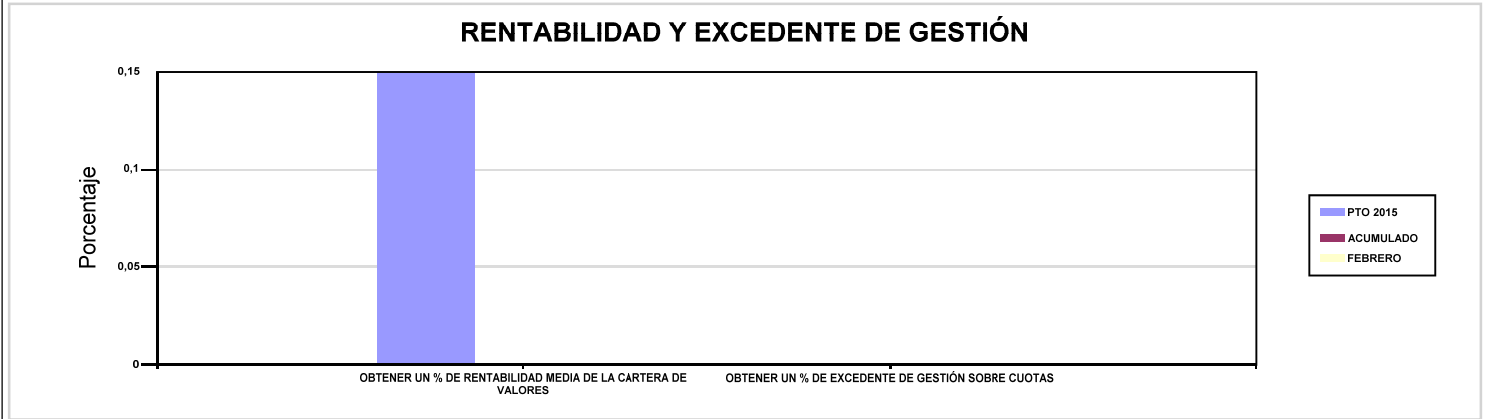 RENTABILIDAD Y EXCEDENTE DE GESTIÓN
0,15
0,1
0,05
0
Porcentaje
OBTENER UN % DE RENTABILIDAD MEDIA DE LA CARTERA DE
VALORES
OBTENER UN % DE EXCEDENTE DE GESTIÓN SOBRE CUOTAS
PTO 2015
ACUMULADO
FEBRERO